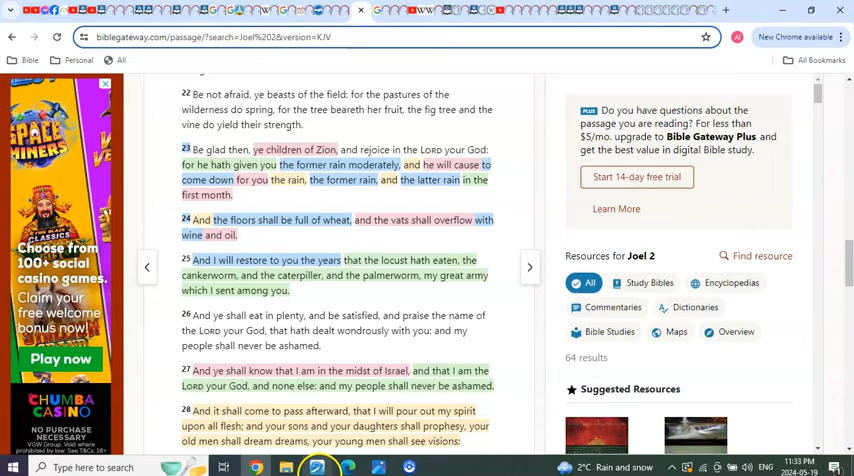 biblegateway.com/passage/?search=Joel%202&version=KJV
New Chrome available
Bible
Personal
All
All Bookmarks
22 Be not afraid, ye beasts of the field: for the pastures of the
wilderness do spring, for the tree beareth her fruit, the fig tree and the
vine do yield their strength.
23 Be glad then, ye children of Zion, and rejoice in the LORD your God:
for he hath given you the former rain moderately, and he will cause to
come down for you the rain, the former rain, and the latter rain in the
first month.
24 And the floors shall be full of wheat, and the vats shall overflow with
wine and oil.
25 And I will restore to you the years that the locust hath eaten, the
cankerworm, and the caterpiller, and the palmerworm, my great army
which I sent among you.
26 And ye shall eat in plenty, and be satisfied, and praise the name of
the LORD your God, that hath dealt wondrously with you: and my
people shall never be ashamed.
27 And ye shall know that I am in the midst of Israel, and that I am the
LORD your God, and none else: and my people shall never be ashamed.
28 And it shall come to pass afterward, that I will pour out my spirit
upon all flesh; and your sons and your daughters shall prophesy, your
old men shall dream dreams, your young men shall see visions:
SPACE
MINERS
Choose from
100+ social
casino games.
Claim your
free welcome
bonus now!
Play now
CHUMBA
CASINO
NO PURCHASE
NECESSARY
VGW Group. Void where
prohibited by law. See T&Cs. 18+
PLUS Do you have questions about the
passage you are reading? For less than
$5/mo. upgrade to Bible Gateway Plus and
get the best value in digital Bible study.
Start 14-day free trial
Learn More
Resources for Joel 2
Find resource
All
Study Bibles
Encyclopedias
Commentaries
Dictionaries
Bible Studies
Maps
Overview
64 results
Suggested Resources
Type here to search
2°C Rain and snow
ENG
11:33 PM
2024-05-19